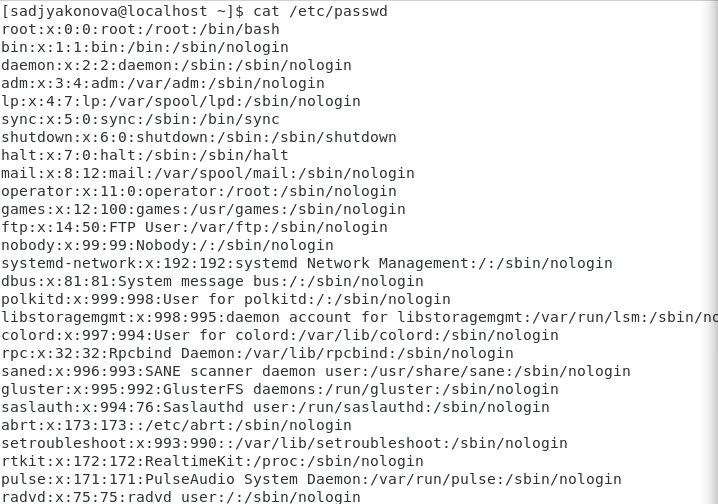 [sadjyakonova@localhost ~]$ cat /etc/passwd
root:x:0:0:root:/root:/bin/bash
bin:x:1:1:bin:/bin:/sbin/nologin
daemon:x:2:2:daemon:/sbin:/sbin/nologin
adm:x:3:4:adm:/var/adm:/sbin/nologin
lp:x:4:7:lp:/var/spool/lpd:/sbin/nologin
sync:x:5:0:sync:/sbin:/bin/sync
shutdown:x:6:0:shutdown:/sbin:/sbin/shutdown
halt:x:7:0:halt:/sbin:/sbin/halt
mail:x:8:12:mail:/var/spool/mail:/sbin/nologin
operator:x:11:0:operator:/root:/sbin/nologin
games:x:12:100:games:/usr/games:/sbin/nologin
ftp:x:14:50:FTP User:/var/ftp:/sbin/nologin
nobody:x:99:99:Nobody:/:/sbin/nologin
systemd-network:x:192:192:systemd Network Management:/:/sbin/nologin
dbus:x:81:81:System message bus:/:/sbin/nologin
polkitd:x:999:998:User for polkitd:/:/sbin/nologin
libstoragemgmt:x:998:995:daemon account for libstoragemgmt:/var/run/lsm:/sbin/no
colord:x:997:994:User for colord:/var/lib/colord:/sbin/nologin
rpc:x:32:32:Rpcbind Daemon:/var/lib/rpcbind:/sbin/nologin
saned:x:996:993:SANE scanner daemon user:/usr/share/sane:/sbin/nologin
gluster:x:995:992:GlusterFS daemons:/run/gluster:/sbin/nologin
saslauth:x:994:76:Saslauthd user:/run/saslauthd:/sbin/nologin
abrt:x:173:173::/etc/abrt:/sbin/nologin
setroubleshoot:x:993:990::/var/lib/setroubleshoot:/sbin/nologin
rtkit:x:172:172:RealtimeKit:/proc:/sbin/nologin
pulse:x:171:171:PulseAudio System Daemon:/var/run/pulse:/sbin/nologin
radvd:x:75:75:radvd user:/:/sbin/nologin